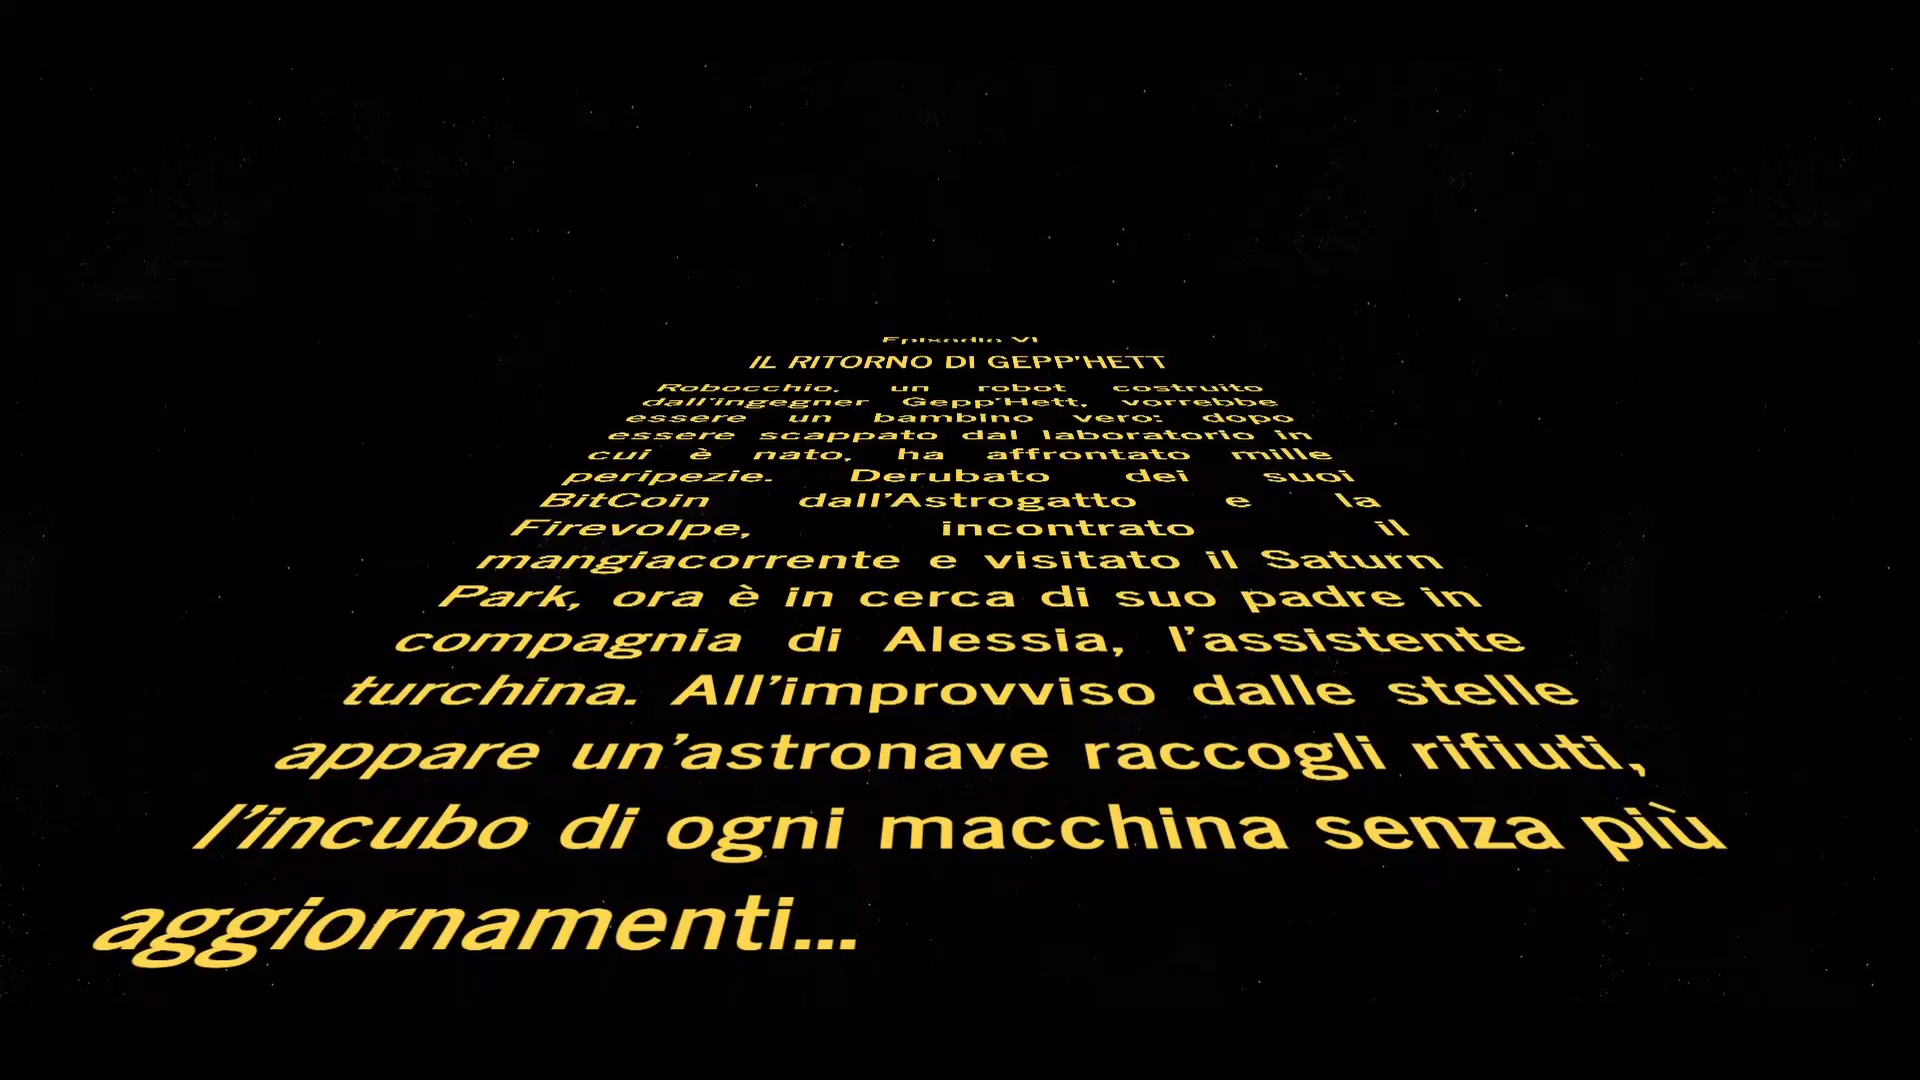 Episodio VI
IL RITORNO DI GEPP'HETT
Robocchio, un robot costruito
dall'ingegner Gepp'Hett, vorrebbe
essere un bambino vero: dopo
essere scappato dal laboratorio in
cui è nato, ha affrontato mille
peripezie. Derubato dei suoi
BitCoin dall'Astrogatto e la
Firevolpe, incontrato il
mangiacorrente e visitato il Saturn
Park, ora è in cerca di suo padre in
compagnia di Alessia, l'assistente
turchina. All'improvviso dalle stelle
appare un'astronave raccogli rifiuti,
l'incubo di ogni macchina senza più
aggiornamenti...